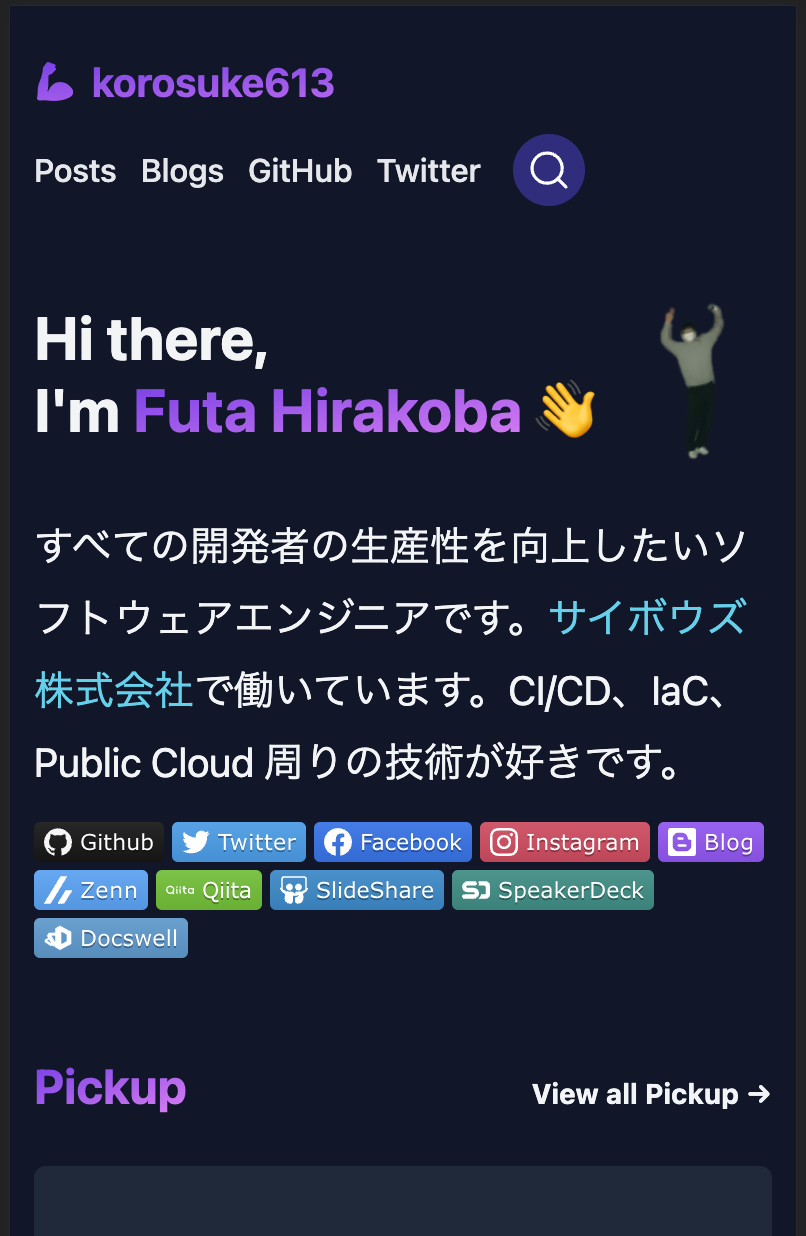 korosuke613
Posts Blogs GitHub Twitter
Hi there,
I'm Futa Hirakoba 👋
すべての開発者の生産性を向上したいソ
フトウェアエンジニアです。サイボウズ
株式会社で働いています。CI/CD、IaC、
Public Cloud 周りの技術が好きです。
Github Twitter Facebook Instagram Blog
Zenn Qiita Qiita SlideShare SpeakerDeck
Docswell
Pickup View all Pickup →